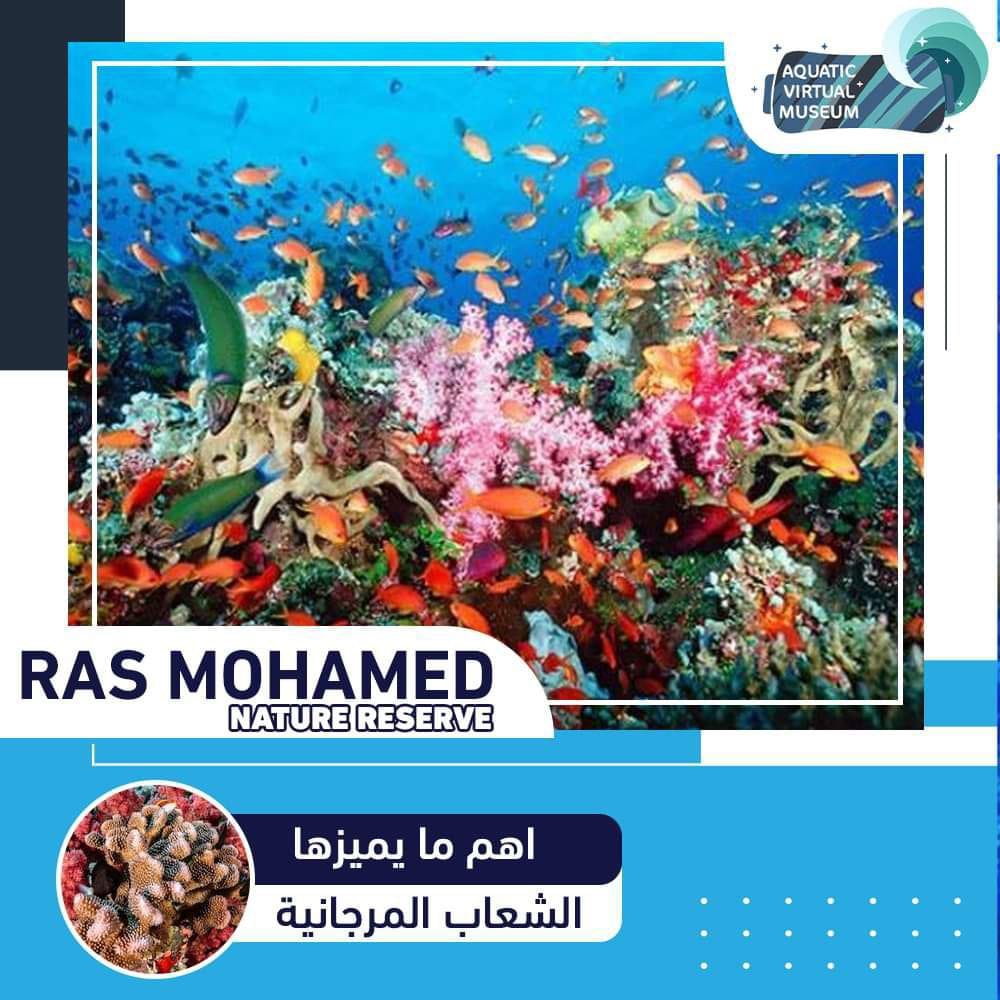 AQUATIC
VIRTUAL
MUSEUM
RAS MOHAMED
NATURE RESERVE
اهم ما يميزها
الشعاب المرجانية